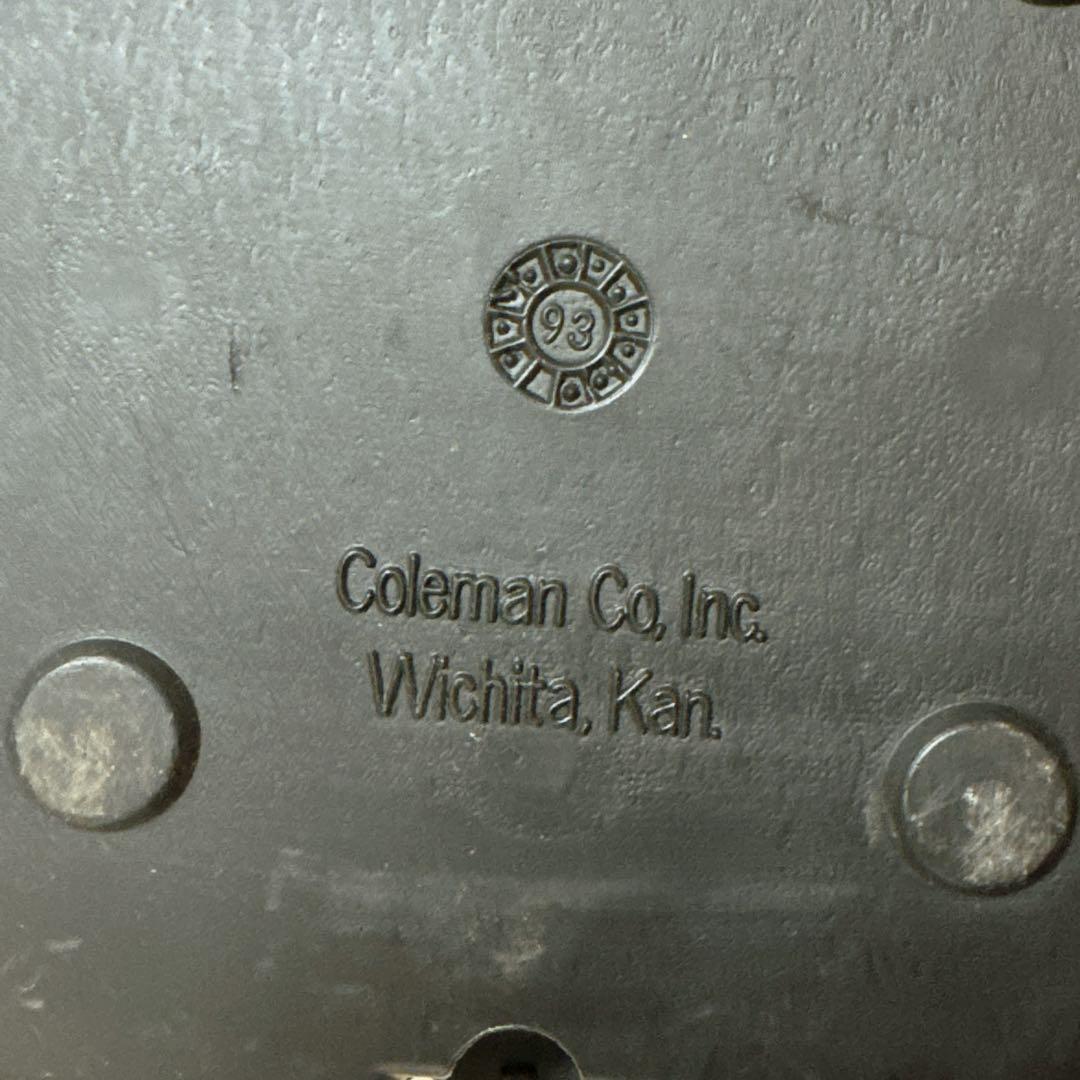 93
Coleman Co., Inc.
Wichita, Kan.